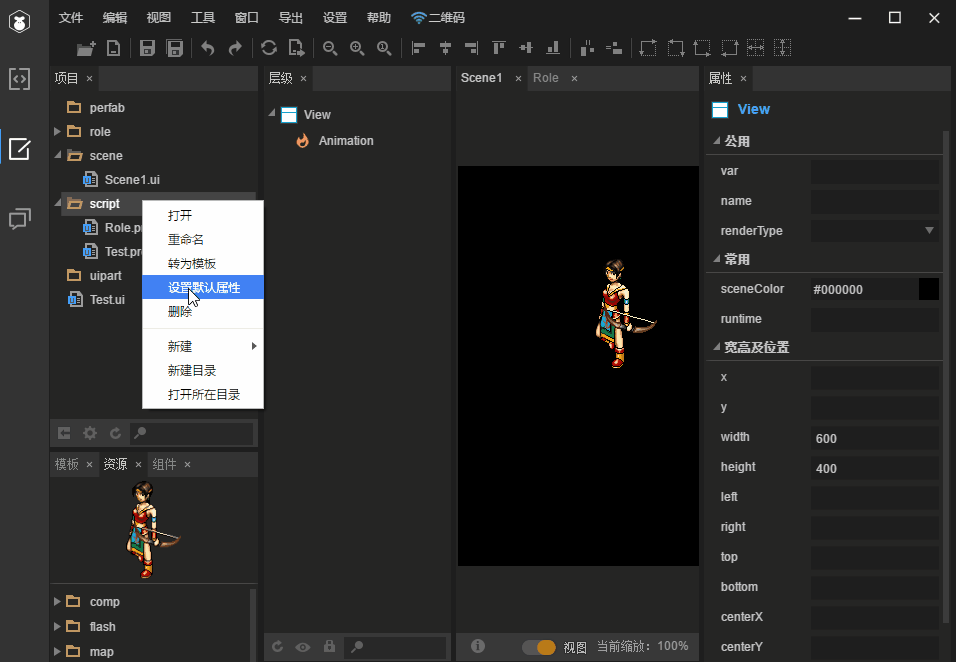 文件 编辑 视图 工具 窗口 导出 设置 帮助 二维码
项目 ×
perfab
role
scene
Scene1.ui
script
Role.p
Test.pr
uipart
Test.ui
打开
重命名
转为模板
设置默认属性
删除
新建
新建目录
打开所在目录
模板 × 资源 × 组件 ×
comp
flash
map
层级 ×
View
Animation
Scene1 × Role ×
视图 当前缩放: 100%
属性 ×
View
公用
var
name
renderType
常用
sceneColor #000000
runtime
宽高及位置
x
y
width 600
height 400
left
right
top
bottom
centerX
centerY